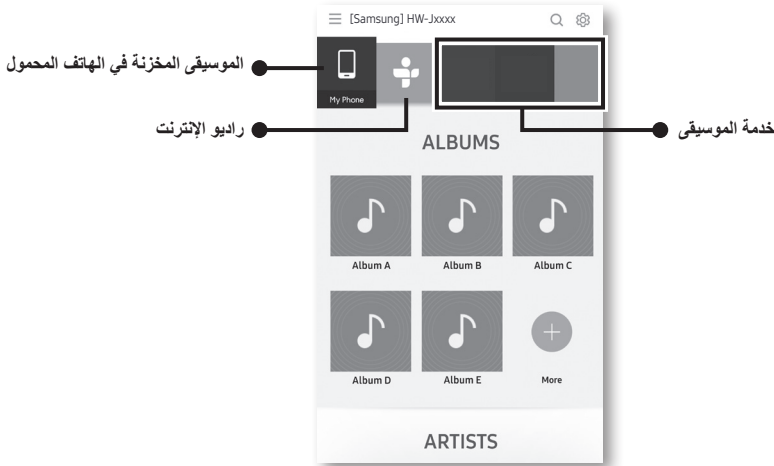 [Samsung] HW-Jxxxx
الموسيقى المخزنة في الهاتف المحمول
My Phone
راديو الإنترنت
خدمة الموسيقى
ALBUMS
Album A
Album B
Album C
Album D
Album E
More
ARTISTS